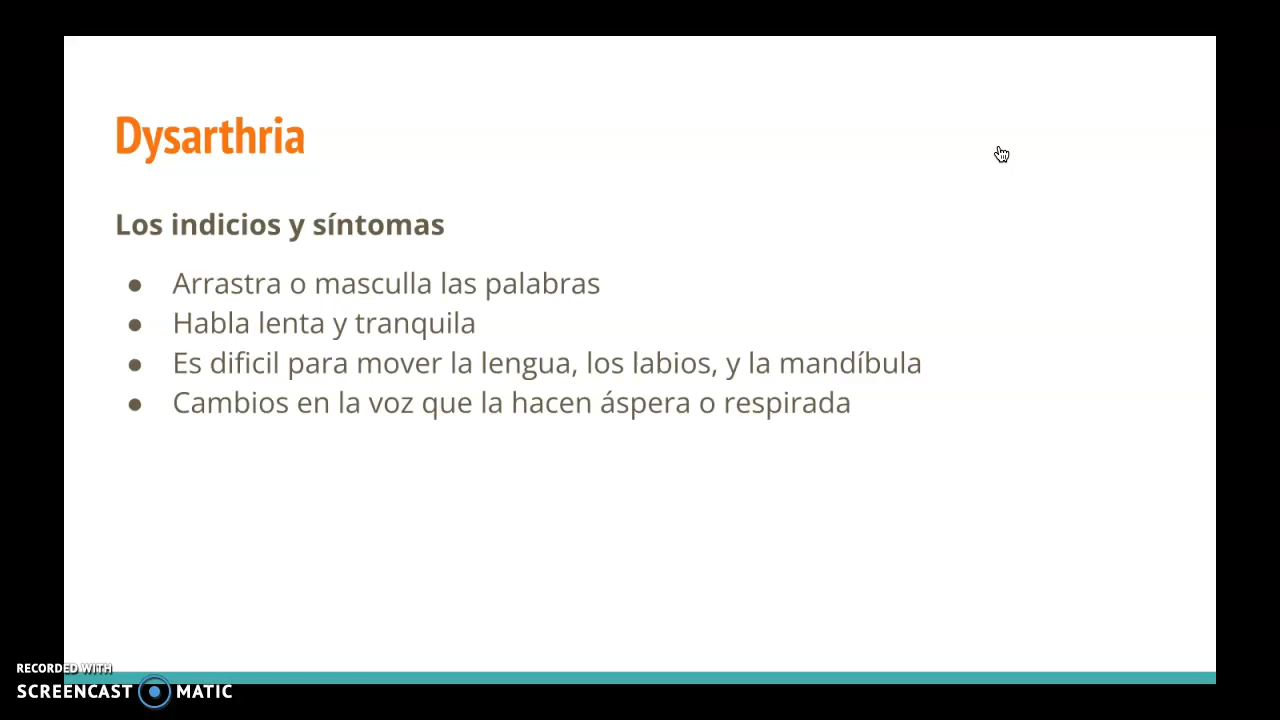 Dysarthria
Los indicios y síntomas
● Arrastra o masculla las palabras
● Habla lenta y tranquila
● Es dificil para mover la lengua, los labios, y la mandíbula
● Cambios en la voz que la hacen áspera o respirada
RECORDED WITH
SCREENCAST MATIC